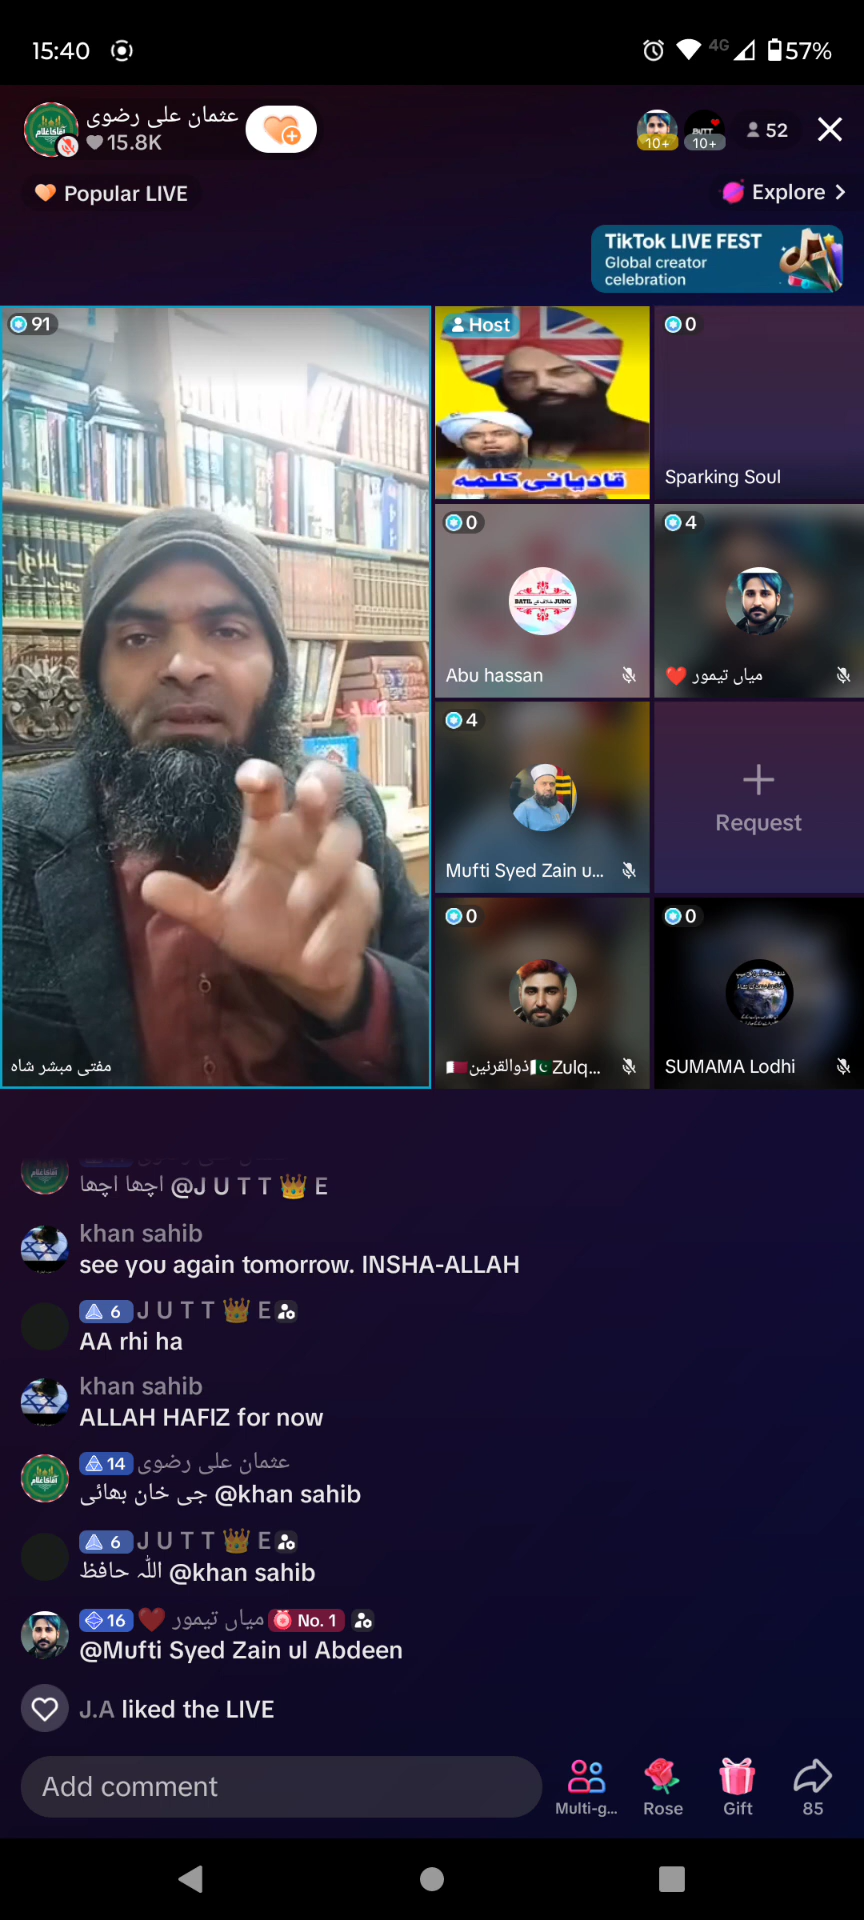 15:40
4G
57%
عثمان علی رضوی
15.8K
10+
10+
52
Popular LIVE
Explore
TikTok LIVE FEST
Global creator
celebration
91
مفتی مبشر شاہ
Host
قادیانی کلمہ
0
Sparking Soul
0
BATIL کے خلاف JUNG
Abu hassan
4
میاں تیمور ❤️
4
Mufti Syed Zain u...
Request
0
🇶🇦ذوالقرنین🇵🇰Zulq...
0
SUMAMA Lodhi
اچھا اچھا @J U T T 👑 E
khan sahib
see you again tomorrow. INSHA-ALLAH
6 J U T T 👑 E
AA rhi ha
khan sahib
ALLAH HAFIZ for now
14 عثمان علی رضوی
جی خان بھائی @khan sahib
6 J U T T 👑 E
اللہ حافظ @khan sahib
16 ❤️ میاں تیمور No. 1
@Mufti Syed Zain ul Abdeen
J.A liked the LIVE
Add comment
Multi-g...
Rose
Gift
85